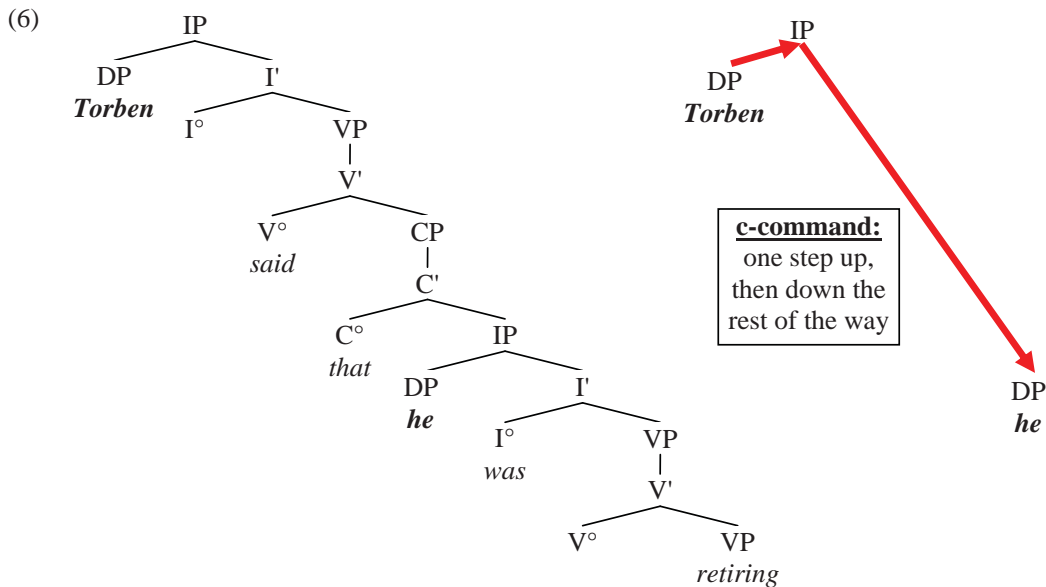 (6)
IP IP
DP I'
Torben
DP
Torben
I° VP
V'
V° CP
said
C'
C° IP
that
DP I'
he
I° VP
was
V'
V° VP
retiring
c-command:
one step up,
then down the
rest of the way
DP
he